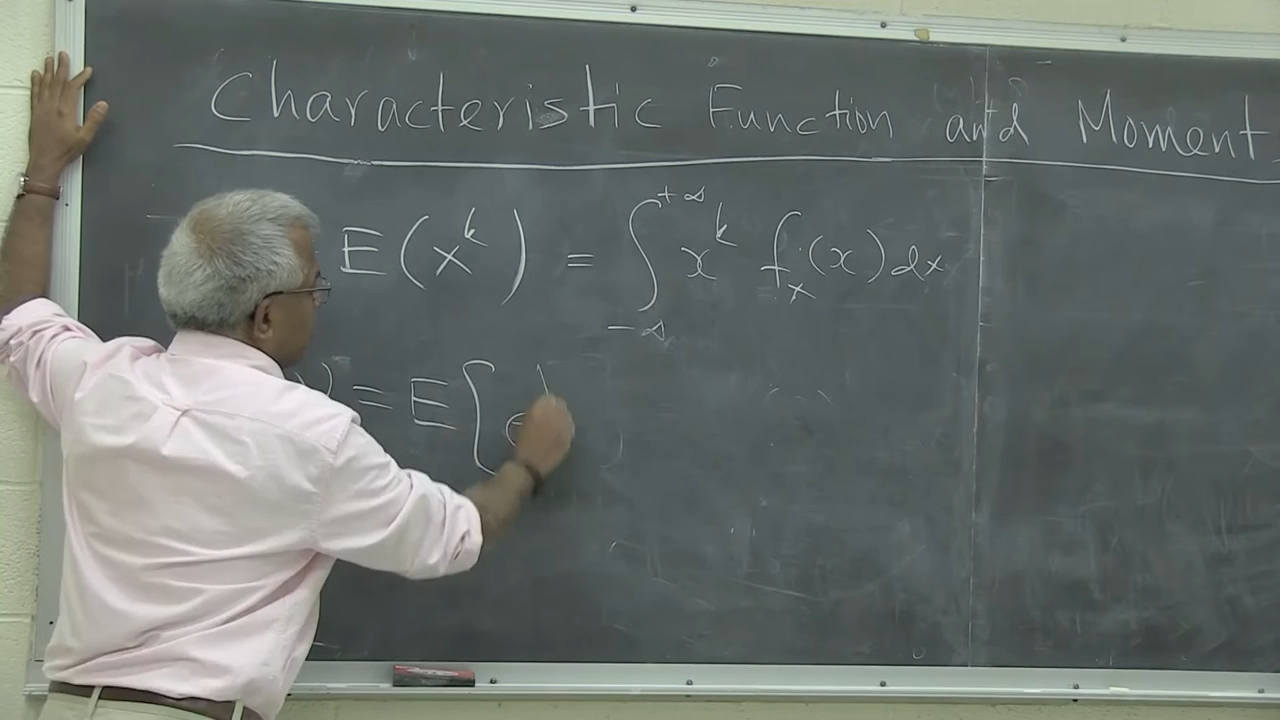 Characteristic Function and Moment
E(x^k) = ∫_{-∞}^{+∞} x^k f_x(x) dx
) = E{ e